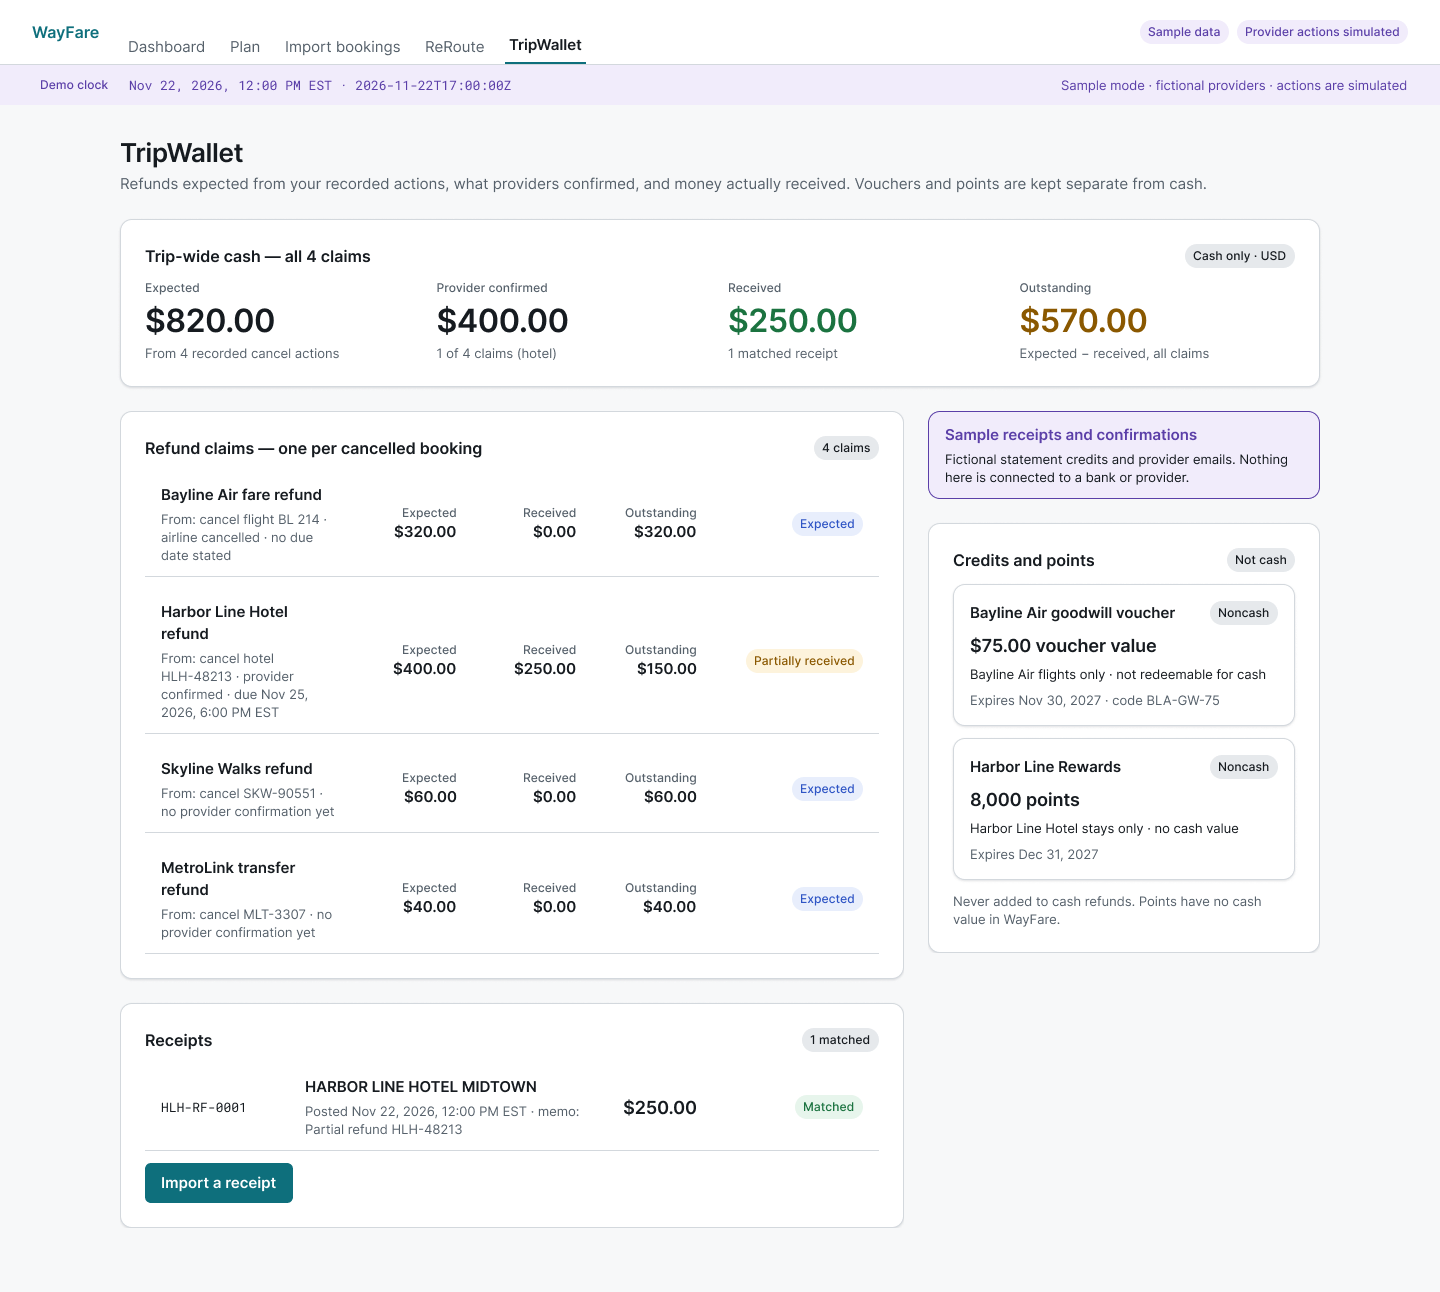 WayFare
Dashboard
Plan
Import bookings
ReRoute
TripWallet
Sample data
Provider actions simulated
Demo clock
Nov 22, 2026, 12:00 PM EST · 2026-11-22T17:00:00Z
Sample mode · fictional providers · actions are simulated
TripWallet
Refunds expected from your recorded actions, what providers confirmed, and money actually received. Vouchers and points are kept separate from cash.
Trip-wide cash — all 4 claims
Cash only · USD
Expected
$820.00
From 4 recorded cancel actions
Provider confirmed
$400.00
1 of 4 claims (hotel)
Received
$250.00
1 matched receipt
Outstanding
$570.00
Expected − received, all claims
Refund claims — one per cancelled booking
4 claims
Bayline Air fare refund
From: cancel flight BL 214 ·
airline cancelled · no due
date stated
Expected
$320.00
Received
$0.00
Outstanding
$320.00
Expected
Harbor Line Hotel
refund
From: cancel hotel
HLH-48213 · provider
confirmed · due Nov 25,
2026, 6:00 PM EST
Expected
$400.00
Received
$250.00
Outstanding
$150.00
Partially received
Skyline Walks refund
From: cancel SKW-90551 ·
no provider confirmation yet
Expected
$60.00
Received
$0.00
Outstanding
$60.00
Expected
MetroLink transfer
refund
From: cancel MLT-3307 · no
provider confirmation yet
Expected
$40.00
Received
$0.00
Outstanding
$40.00
Expected
Sample receipts and confirmations
Fictional statement credits and provider emails. Nothing
here is connected to a bank or provider.
Credits and points
Not cash
Bayline Air goodwill voucher
Noncash
$75.00 voucher value
Bayline Air flights only · not redeemable for cash
Expires Nov 30, 2027 · code BLA-GW-75
Harbor Line Rewards
Noncash
8,000 points
Harbor Line Hotel stays only · no cash value
Expires Dec 31, 2027
Never added to cash refunds. Points have no cash
value in WayFare.
Receipts
1 matched
HLH-RF-0001
HARBOR LINE HOTEL MIDTOWN
Posted Nov 22, 2026, 12:00 PM EST · memo:
Partial refund HLH-48213
$250.00
Matched
Import a receipt